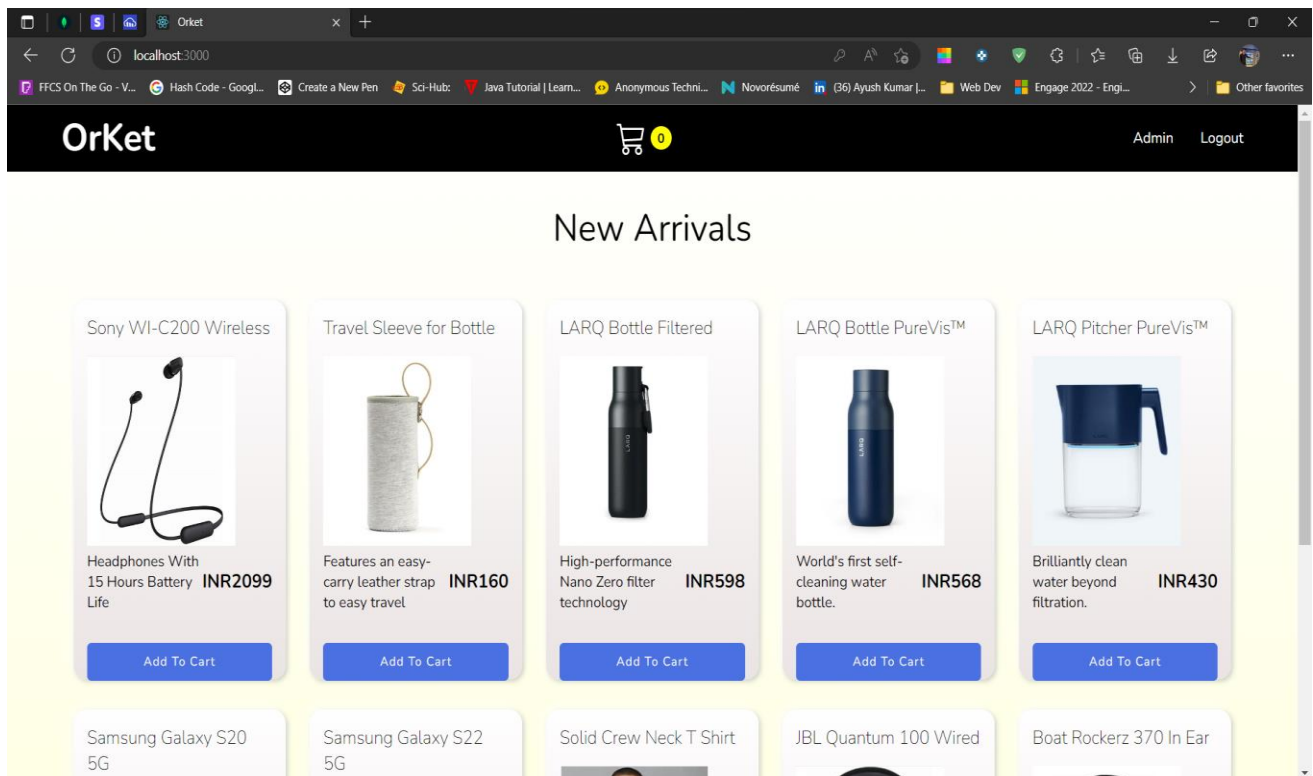 Orket
localhost:3000
FFCS On The Go - V... Hash Code - Googl... Create a New Pen Sci-Hub: Java Tutorial | Learn... Anonymous Techni... Novorésumé (36) Ayush Kumar |... Web Dev Engage 2022 - Engi... Other favorites
OrKet 0 Admin Logout
New Arrivals
Sony WI-C200 Wireless
Headphones With
15 Hours Battery INR2099
Life
Add To Cart
Travel Sleeve for Bottle
Features an easy-
carry leather strap INR160
to easy travel
Add To Cart
LARQ Bottle Filtered
LARQ
High-performance
Nano Zero filter INR598
technology
Add To Cart
LARQ Bottle PureVis™
LARQ
World's first self-
cleaning water INR568
bottle.
Add To Cart
LARQ Pitcher PureVis™
Brilliantly clean
water beyond INR430
filtration.
Add To Cart
Samsung Galaxy S20
5G
Samsung Galaxy S22
5G
Solid Crew Neck T Shirt
JBL Quantum 100 Wired
Boat Rockerz 370 In Ear